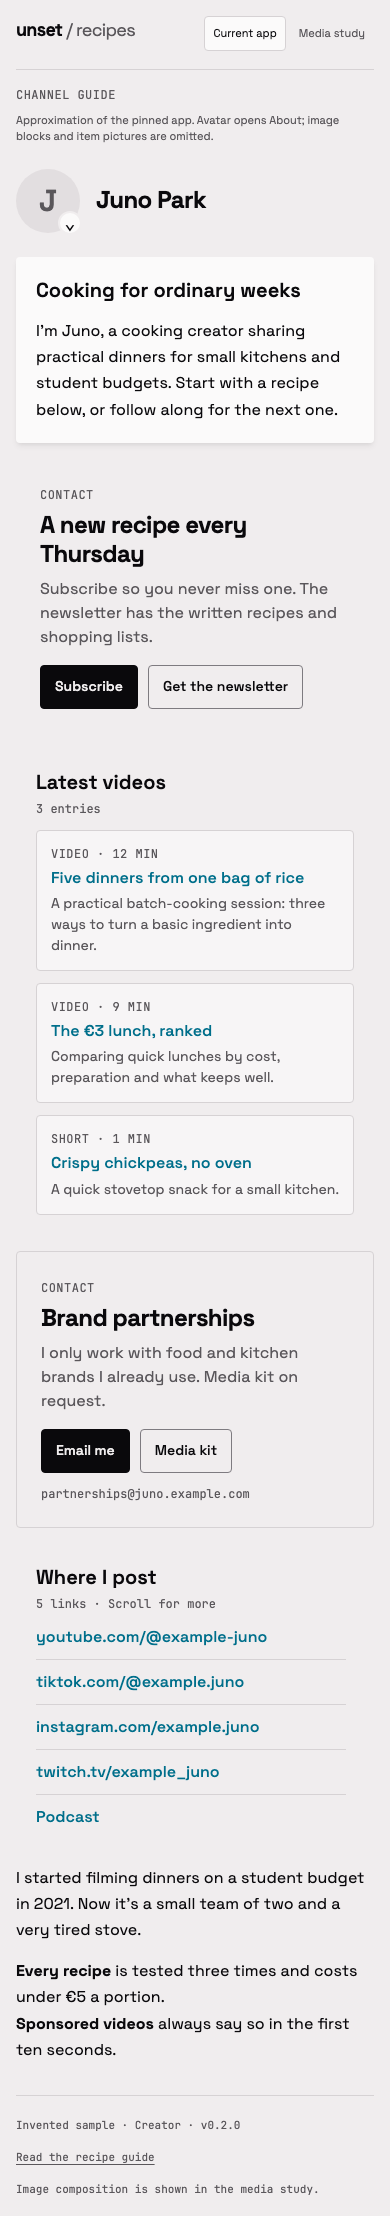 unset / recipes
Current app
Media study
CHANNEL GUIDE
Approximation of the pinned app. Avatar opens About; image
blocks and item pictures are omitted.
J
Juno Park
Cooking for ordinary weeks
I'm Juno, a cooking creator sharing
practical dinners for small kitchens and
student budgets. Start with a recipe
below, or follow along for the next one.
CONTACT
A new recipe every
Thursday
Subscribe so you never miss one. The
newsletter has the written recipes and
shopping lists.
Subscribe
Get the newsletter
Latest videos
3 entries
VIDEO · 12 MIN
Five dinners from one bag of rice
A practical batch-cooking session: three
ways to turn a basic ingredient into
dinner.
VIDEO · 9 MIN
The €3 lunch, ranked
Comparing quick lunches by cost,
preparation and what keeps well.
SHORT · 1 MIN
Crispy chickpeas, no oven
A quick stovetop snack for a small kitchen.
CONTACT
Brand partnerships
I only work with food and kitchen
brands I already use. Media kit on
request.
Email me
Media kit
partnerships@juno.example.com
Where I post
5 links · Scroll for more
youtube.com/@example-juno
tiktok.com/@example.juno
instagram.com/example.juno
twitch.tv/example_juno
Podcast
I started filming dinners on a student budget
in 2021. Now it's a small team of two and a
very tired stove.
Every recipe is tested three times and costs
under €5 a portion.
Sponsored videos always say so in the first
ten seconds.
Invented sample · Creator · v0.2.0
Read the recipe guide
Image composition is shown in the media study.